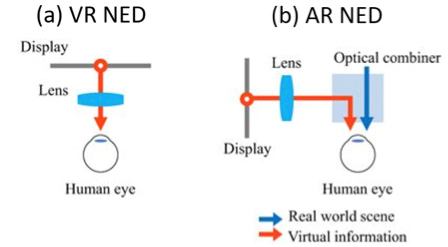 (a) VR NED
Display
Lens
Human eye
(b) AR NED
Lens
Optical combiner
Display
Human eye
Real world scene
Virtual information